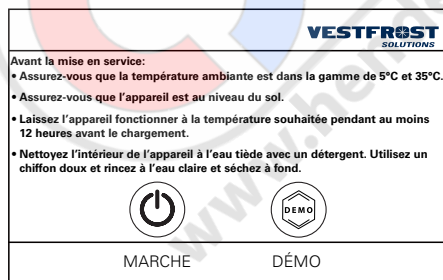 VESTFROST
SOLUTIONS
Avant la mise en service:
• Assurez-vous que la température ambiante est dans la gamme de 5°C et 35°C.
• Assurez-vous que l'appareil est au niveau du sol.
• Laissez l'appareil fonctionner à la température souhaitée pendant au moins
12 heures avant le chargement.
• Nettoyez l'intérieur de l'appareil à l'eau tiède avec un détergent. Utilisez un
chiffon doux et rincez à l'eau claire et séchez à fond.
DEMO
MARCHE DÉMO